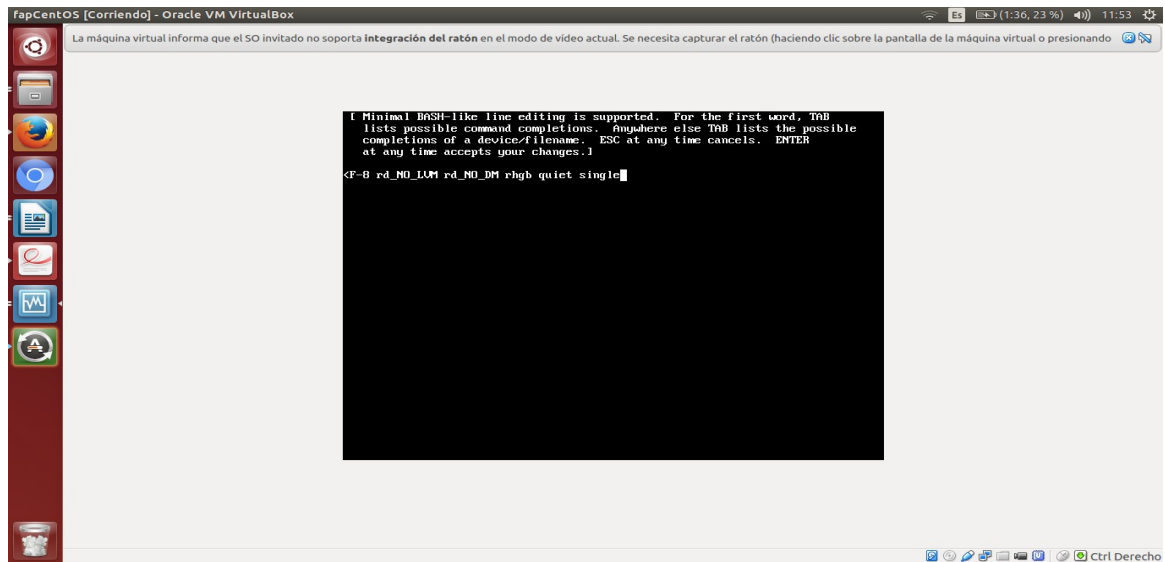 fapCentOS [Corriendo] - Oracle VM VirtualBox
Es (1:36, 23 %) 11:53
La máquina virtual informa que el SO invitado no soporta integración del ratón en el modo de vídeo actual. Se necesita capturar el ratón (haciendo clic sobre la pantalla de la máquina virtual o presionando
[ Minimal BASH-like line editing is supported. For the first word, TAB
lists possible command completions. Anywhere else TAB lists the possible
completions of a device/filename. ESC at any time cancels. ENTER
at any time accepts your changes.]
<F-8 rd_NO_LVM rd_NO_DM rhgb quiet single
Ctrl Derecho